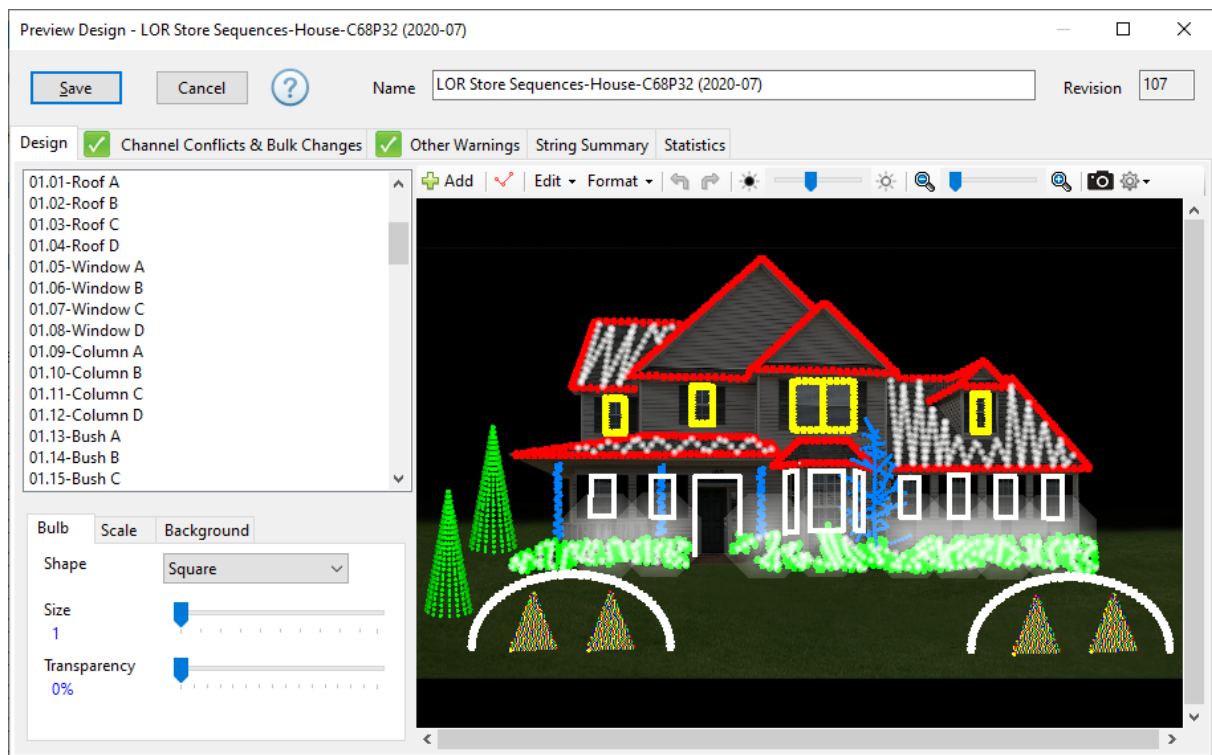 Preview Design - LOR Store Sequences-House-C68P32 (2020-07)
Save Cancel ? Name LOR Store Sequences-House-C68P32 (2020-07) Revision 107
Design Channel Conflicts & Bulk Changes Other Warnings String Summary Statistics
Add Edit Format
01.01-Roof A
01.02-Roof B
01.03-Roof C
01.04-Roof D
01.05-Window A
01.06-Window B
01.07-Window C
01.08-Window D
01.09-Column A
01.10-Column B
01.11-Column C
01.12-Column D
01.13-Bush A
01.14-Bush B
01.15-Bush C
Bulb Scale Background
Shape Square
Size
1
Transparency
0%